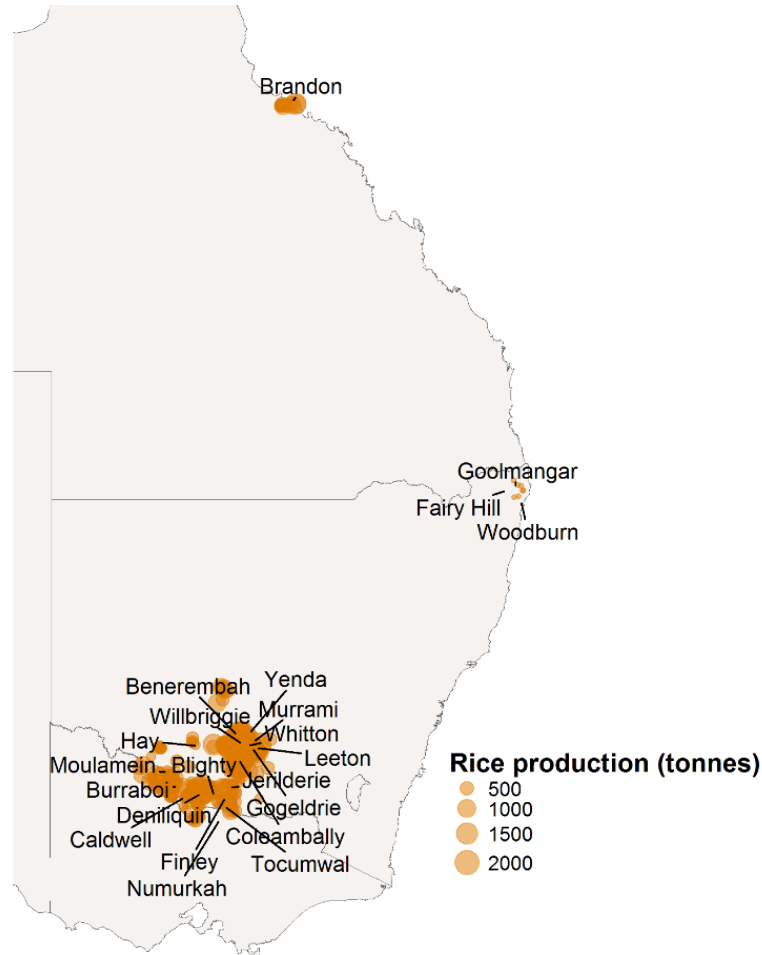 Brandon
Goolmangar
Fairy Hill
Woodburn
Benerembah
Yenda
Willbriggie
Murrami
Hay
Whitton
Moulamein
Blighty
Leeton
Burraboi
Jerilderie
Deniliquin
Gogeldrie
Caldwell
Coleambally
Finley
Tocumwal
Numurkah
Rice production (tonnes)
500
1000
1500
2000